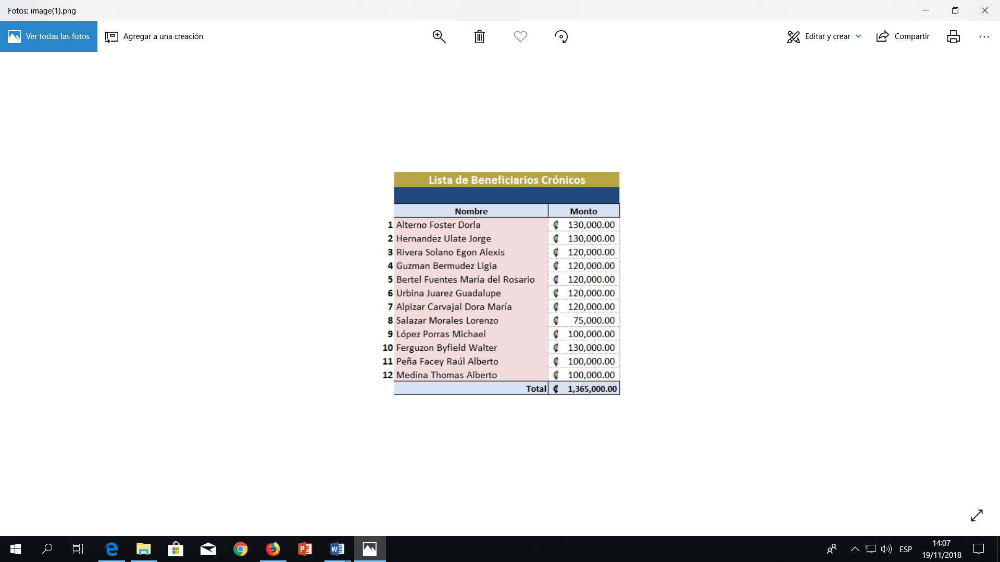 Fotos: image(1).png
Ver todas las fotos
Agregar a una creación
Editar y crear
Compartir
Lista de Beneficiarios Crónicos
Nombre Monto
1 Alterno Foster Dorla ₡ 130,000.00
2 Hernandez Ulate Jorge ₡ 130,000.00
3 Rivera Solano Egon Alexis ₡ 120,000.00
4 Guzman Bermudez Ligia ₡ 120,000.00
5 Bertel Fuentes María del Rosario ₡ 120,000.00
6 Urbina Juarez Guadalupe ₡ 120,000.00
7 Alpizar Carvajal Dora María ₡ 120,000.00
8 Salazar Morales Lorenzo ₡ 75,000.00
9 López Porras Michael ₡ 100,000.00
10 Ferguzon Byfield Walter ₡ 130,000.00
11 Peña Facey Raúl Alberto ₡ 100,000.00
12 Medina Thomas Alberto ₡ 100,000.00
Total ₡ 1,365,000.00
ESP
14:07
19/11/2018